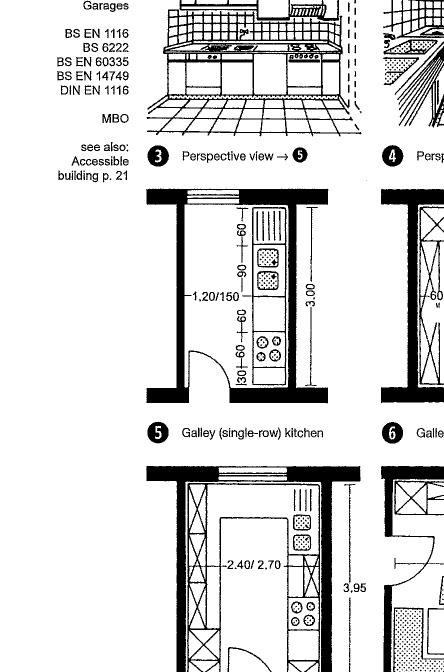 Garages
BS EN 1116
BS 6222
BS EN 60335
BS EN 14749
DIN EN 1116
MBO
see also:
Accessible
building p. 21
3 Perspective view → 5
4 Persp
60
90
1,20/150
3.00
60
60
30
60
M
5 Galley (single-row) kitchen
6 Galle
2.40/ 2,70
3,95